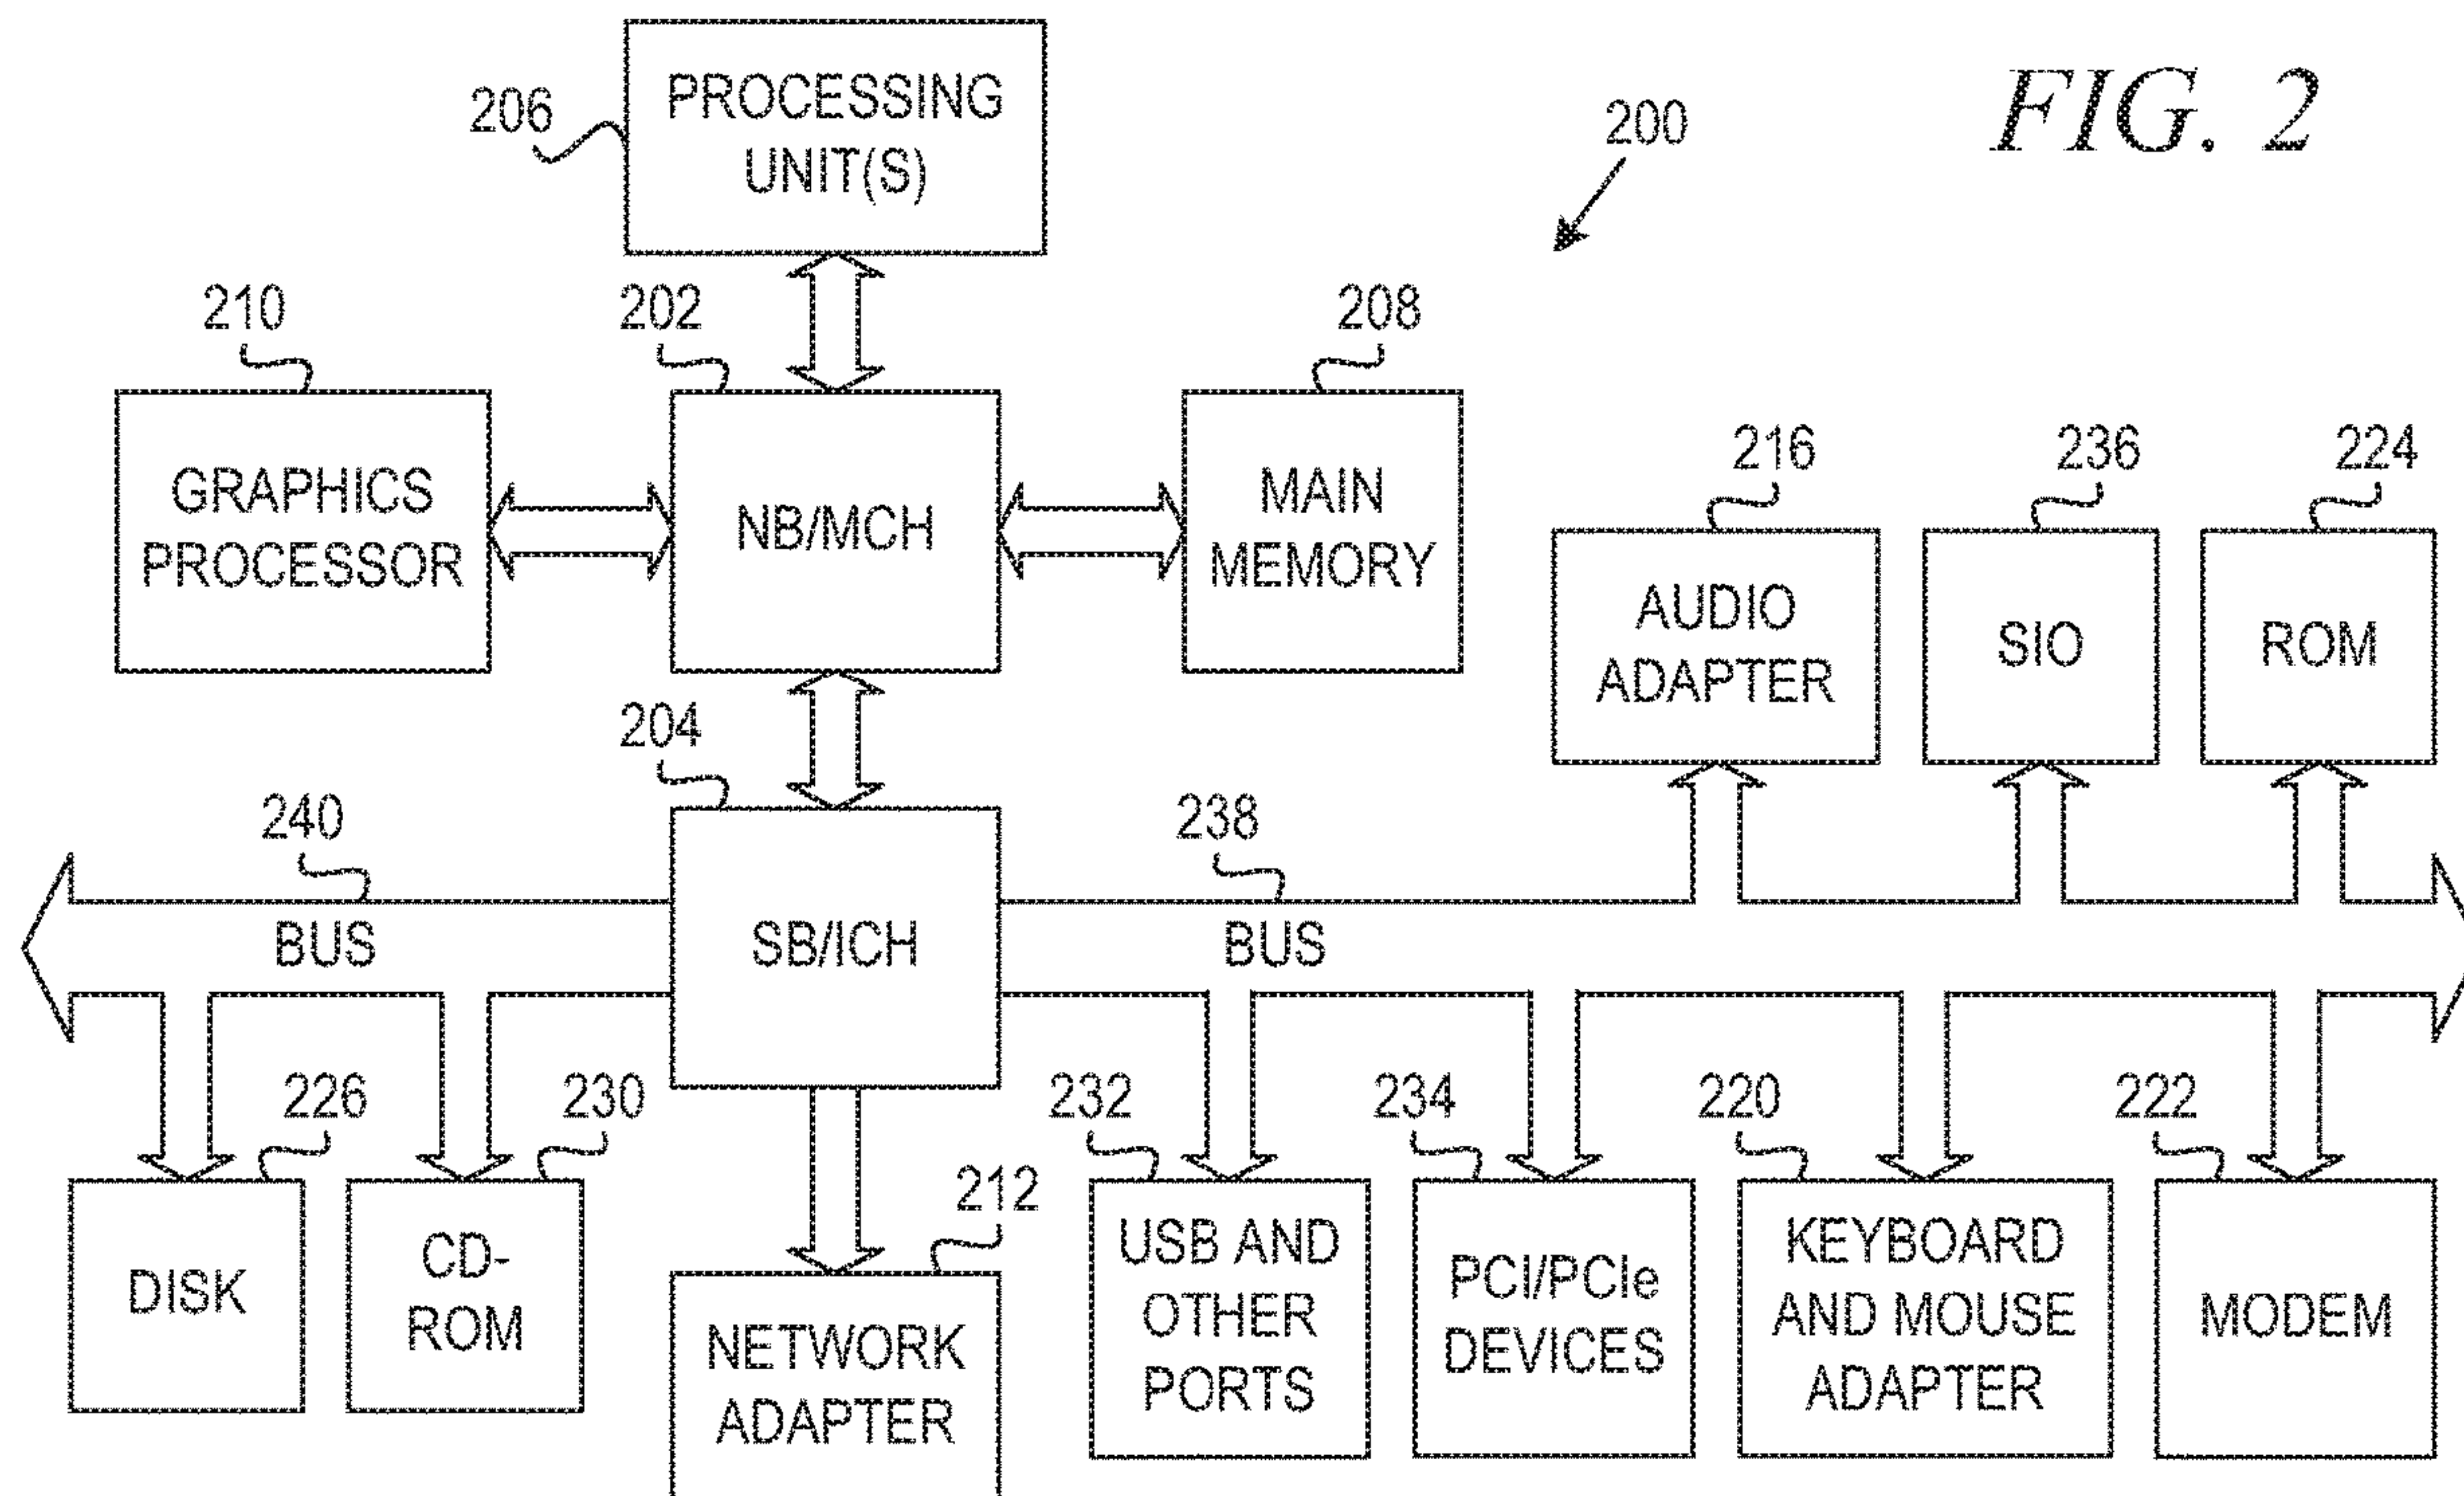 FIG. 2
200
206
PROCESSING
UNIT(S)
210
202
208
GRAPHICS
PROCESSOR
NB/MCH
MAIN
MEMORY
216
236
224
AUDIO
ADAPTER
SIO
ROM
204
240
238
BUS
SB/ICH
BUS
226
230
212
232
234
220
222
DISK
CD-
ROM
NETWORK
ADAPTER
USB AND
OTHER
PORTS
PCI/PCIe
DEVICES
KEYBOARD
AND MOUSE
ADAPTER
MODEM